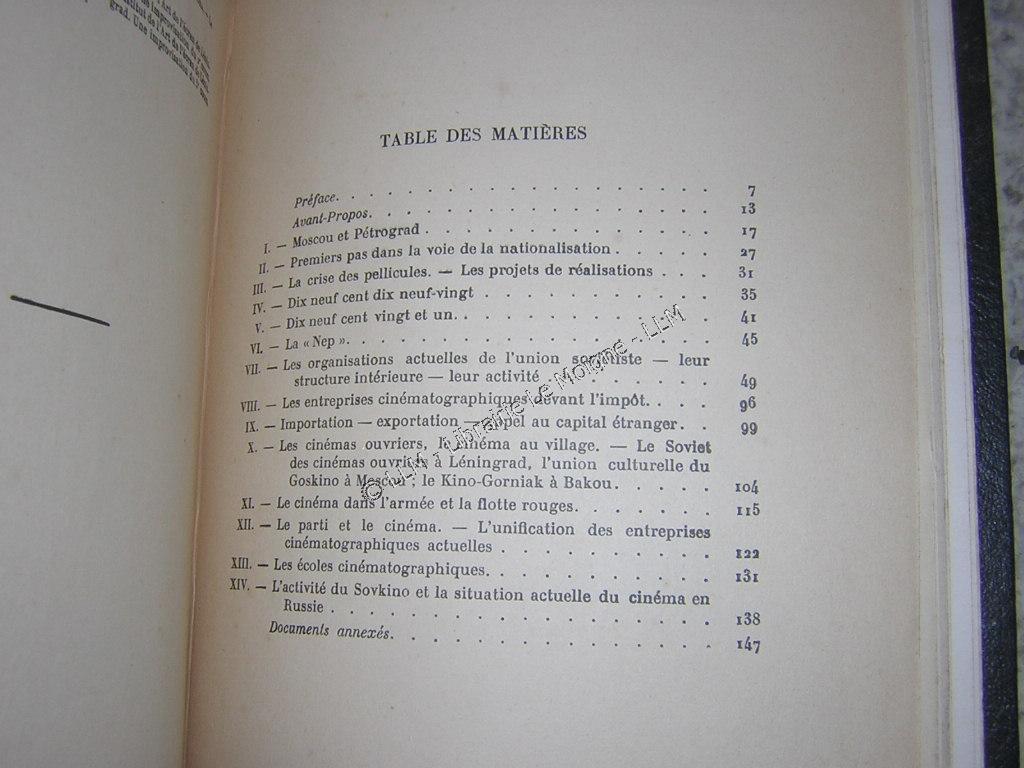 TABLE DES MATIÈRES
Préface. . . . . . . . . . . . . . . . . . 7
Avant-Propos. . . . . . . . . . . . . . . . . 13
I. — Moscou et Pétrograd . . . . . . . . . . . . . . 17
II. — Premiers pas dans la voie de la nationalisation . . . . . 27
III. — La crise des pellicules. — Les projets de réalisations . . . 31
IV. — Dix neuf cent dix neuf-vingt . . . . . . . . . . . 35
V. — Dix neuf cent vingt et un. . . . . . . . . . . . . 41
VI. — La « Nep ». . . . . . . . . . . . . . . . . 45
VII. — Les organisations actuelles de l'union — leur
structure intérieure — leur activité . . . . . . . . 49
VIII. — Les entreprises cinématographiques devant l'impôt. . . . 96
IX. — Importation — exportation — appel au capital étranger. . . 99
X. — Les cinémas ouvriers, le cinéma au village. — Le Soviet
des cinémas ouvriers à Léningrad, l'union culturelle du
Goskino à Moscou, le Kino-Gorniak à Bakou. . . . . . 104
XI. — Le cinéma dans l'armée et la flotte rouges. . . . . . . 115
XII. — Le parti et le cinéma. — L'unification des entreprises
cinématographiques actuelles . . . . . . . . . . 122
XIII. — Les écoles cinématographiques. . . . . . . . . . . 131
XIV. — L'activité du Sovkino et la situation actuelle du cinéma en
Russie . . . . . . . . . . . . . . . . . . 138
Documents annexés. . . . . . . . . . . . . . . 147
© LLM - Librairie Le Moigne - LLM